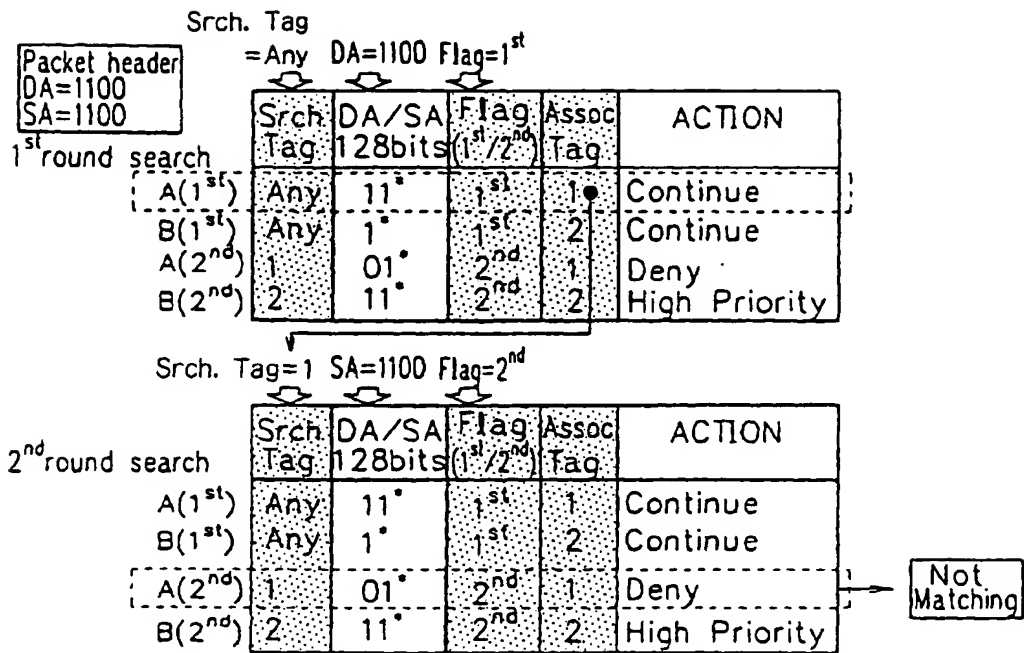 Srch. Tag
=Any DA=1100 Flag=1st
Packet header
DA=1100
SA=1100
Srch Tag DA/SA 128bits Flag (1st/2nd) Assoc Tag ACTION
1st round search
A(1st) Any 11* 1st 1 Continue
B(1st) Any 1* 1st 2 Continue
A(2nd) 1 01* 2nd 1 Deny
B(2nd) 2 11* 2nd 2 High Priority
Srch. Tag=1 SA=1100 Flag=2nd
Srch Tag DA/SA 128bits Flag (1st/2nd) Assoc Tag ACTION
2nd round search
A(1st) Any 11* 1st 1 Continue
B(1st) Any 1* 1st 2 Continue
A(2nd) 1 01* 2nd 1 Deny
Not Matching
B(2nd) 2 11* 2nd 2 High Priority